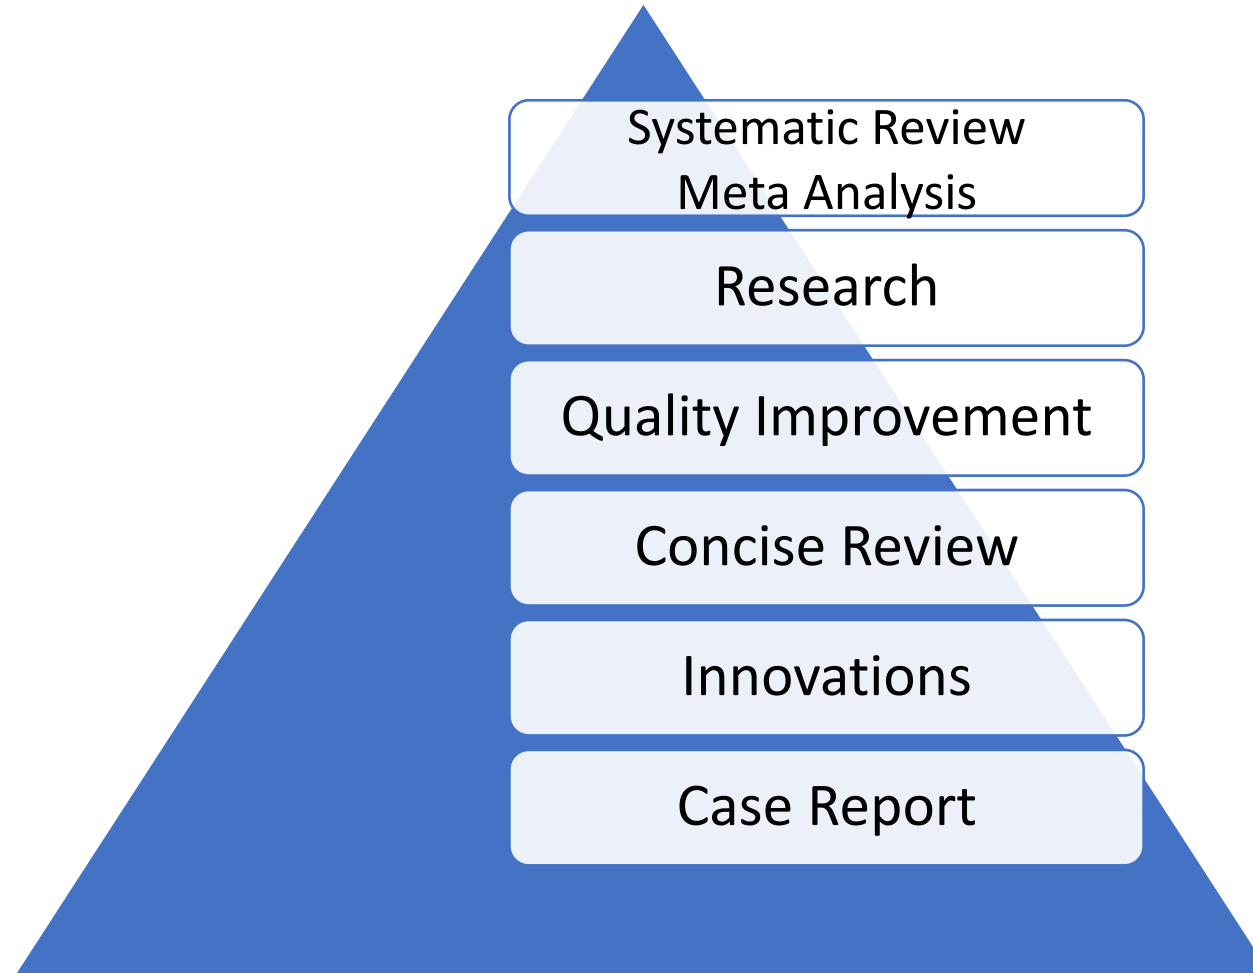 Systematic Review
Meta Analysis
Research
Quality Improvement
Concise Review
Innovations
Case Report